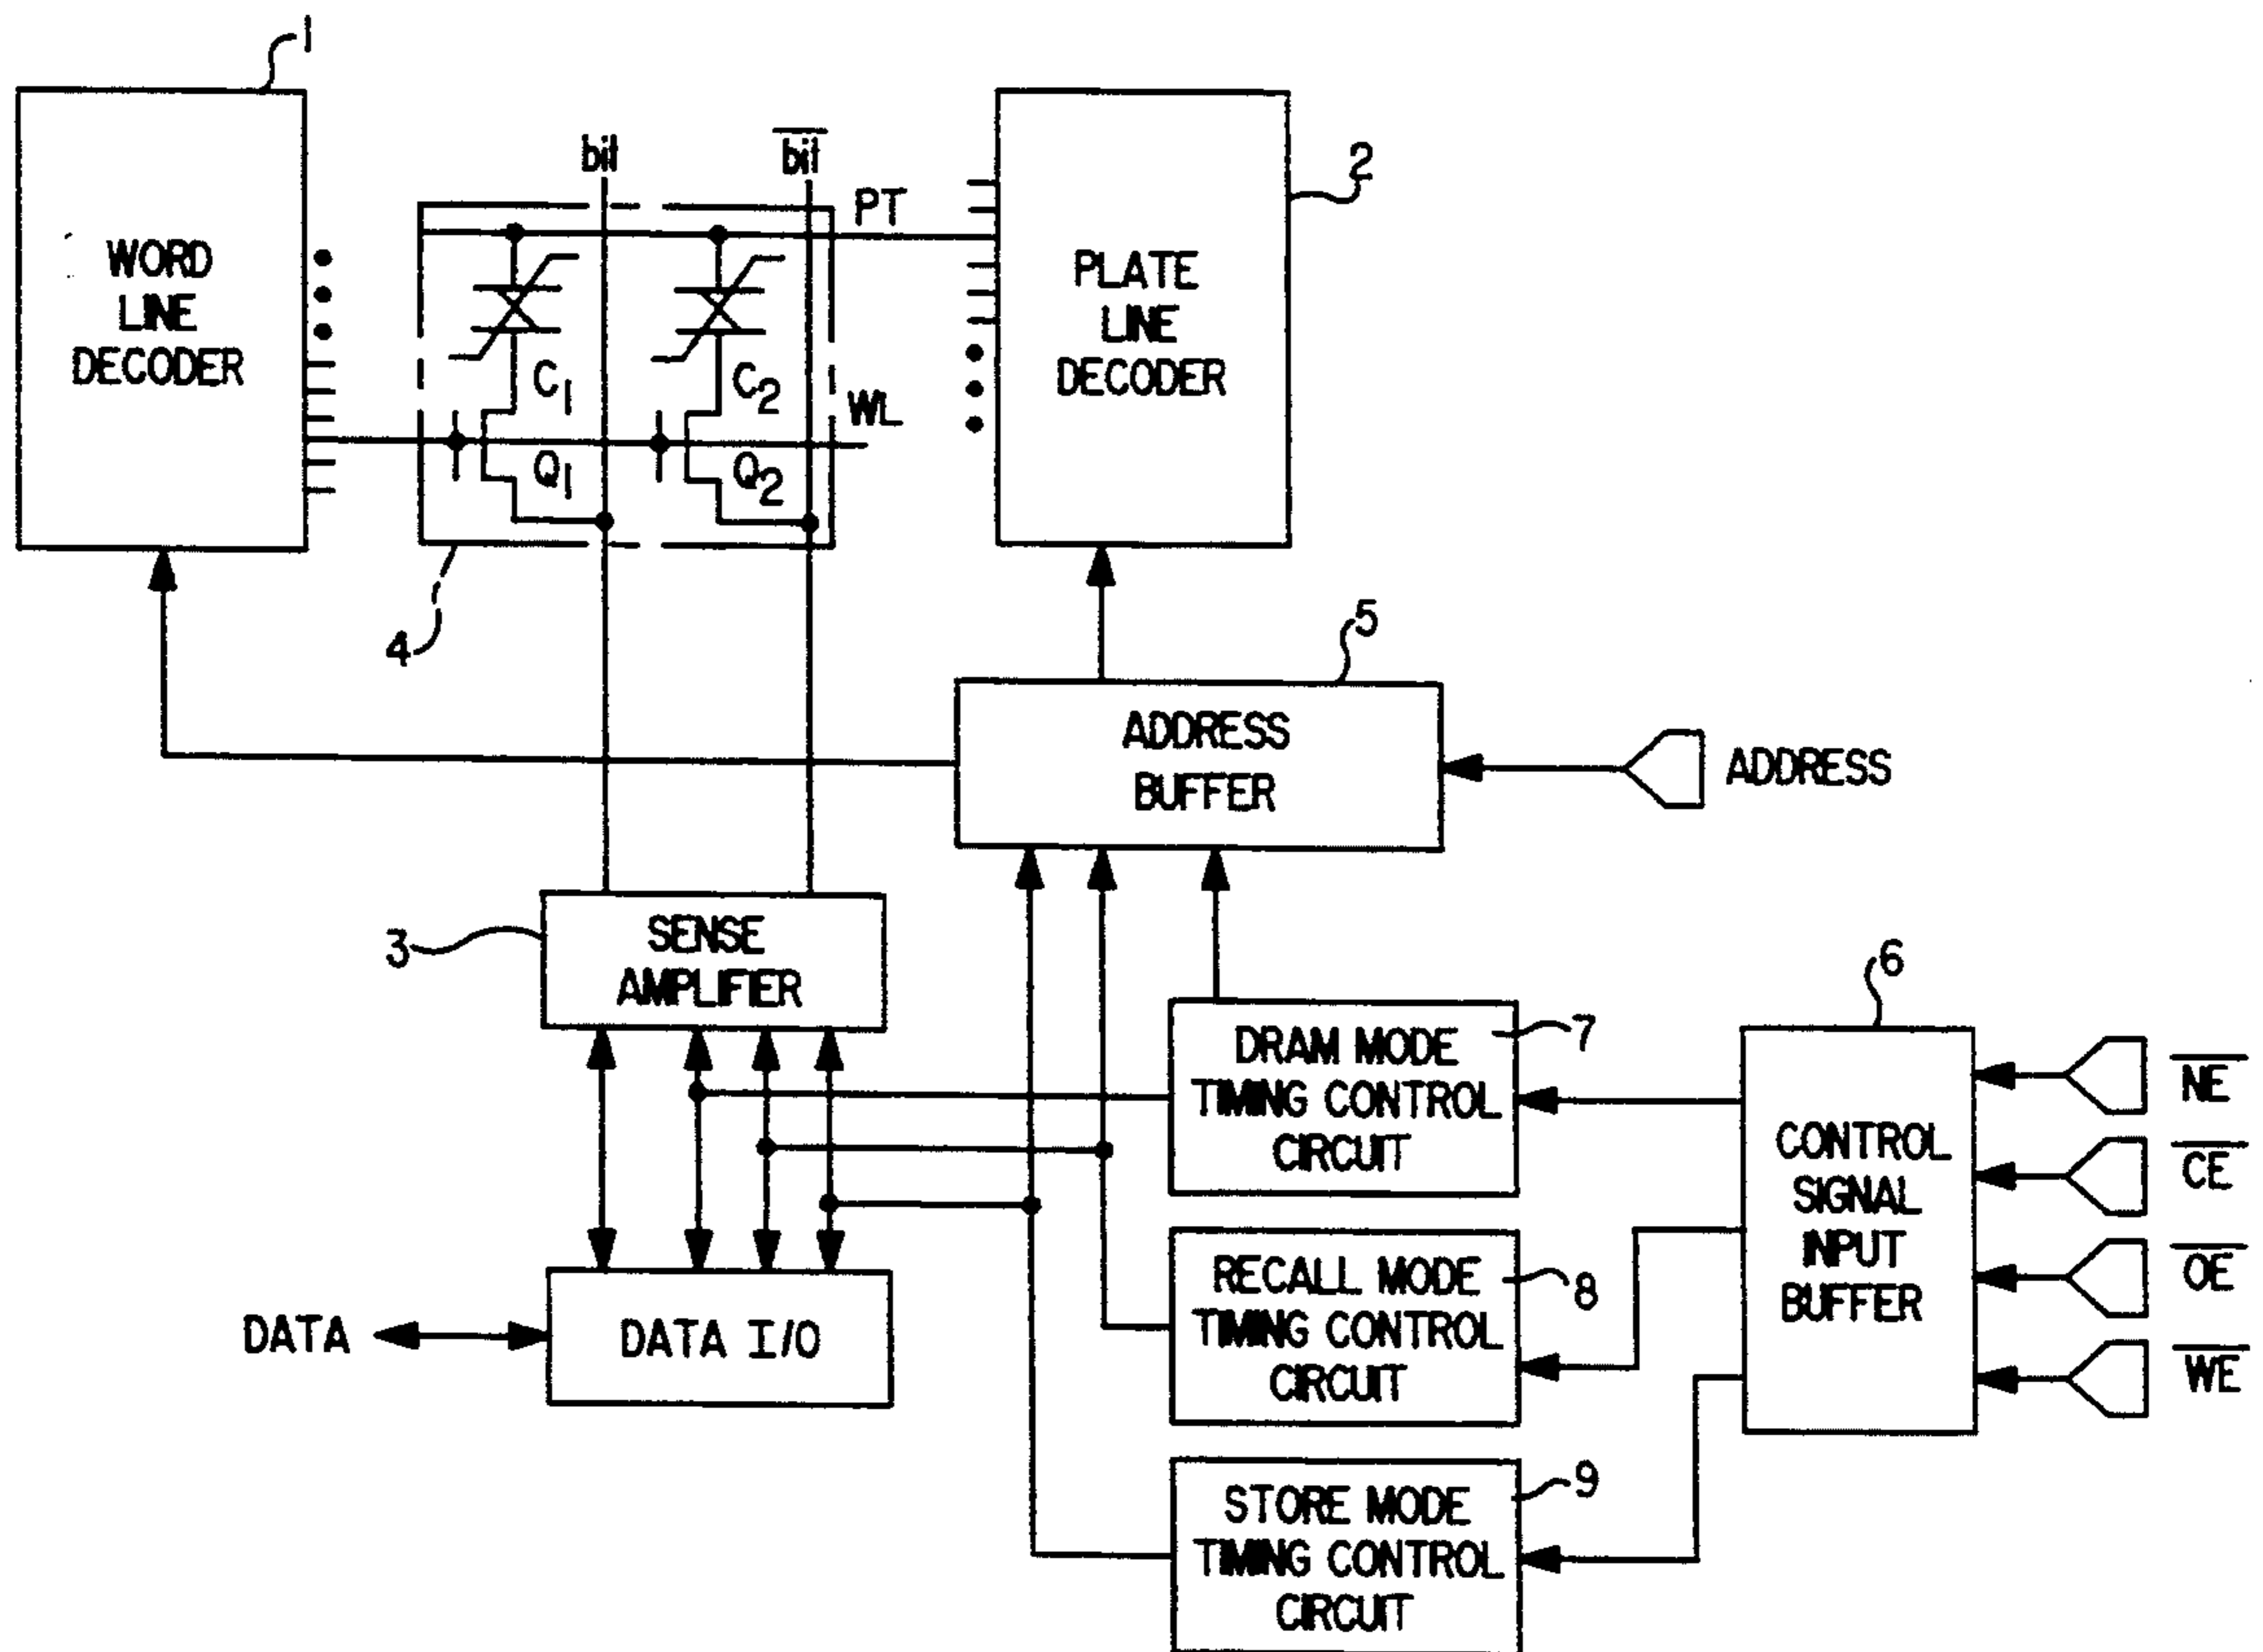 1
WORD
LINE
DECODER
bit
bit
PT
C1
C2
WL
Q1
Q2
4
PLATE
LINE
DECODER
2
5
ADDRESS
BUFFER
ADDRESS
3
SENSE
AMPLIFIER
6
DRAM MODE
TIMING CONTROL
CIRCUIT
7
CONTROL
SIGNAL
INPUT
BUFFER
NE
CE
OE
WE
RECALL MODE
TIMING CONTROL
CIRCUIT
8
DATA
DATA I/O
STORE MODE
TIMING CONTROL
CIRCUIT
9